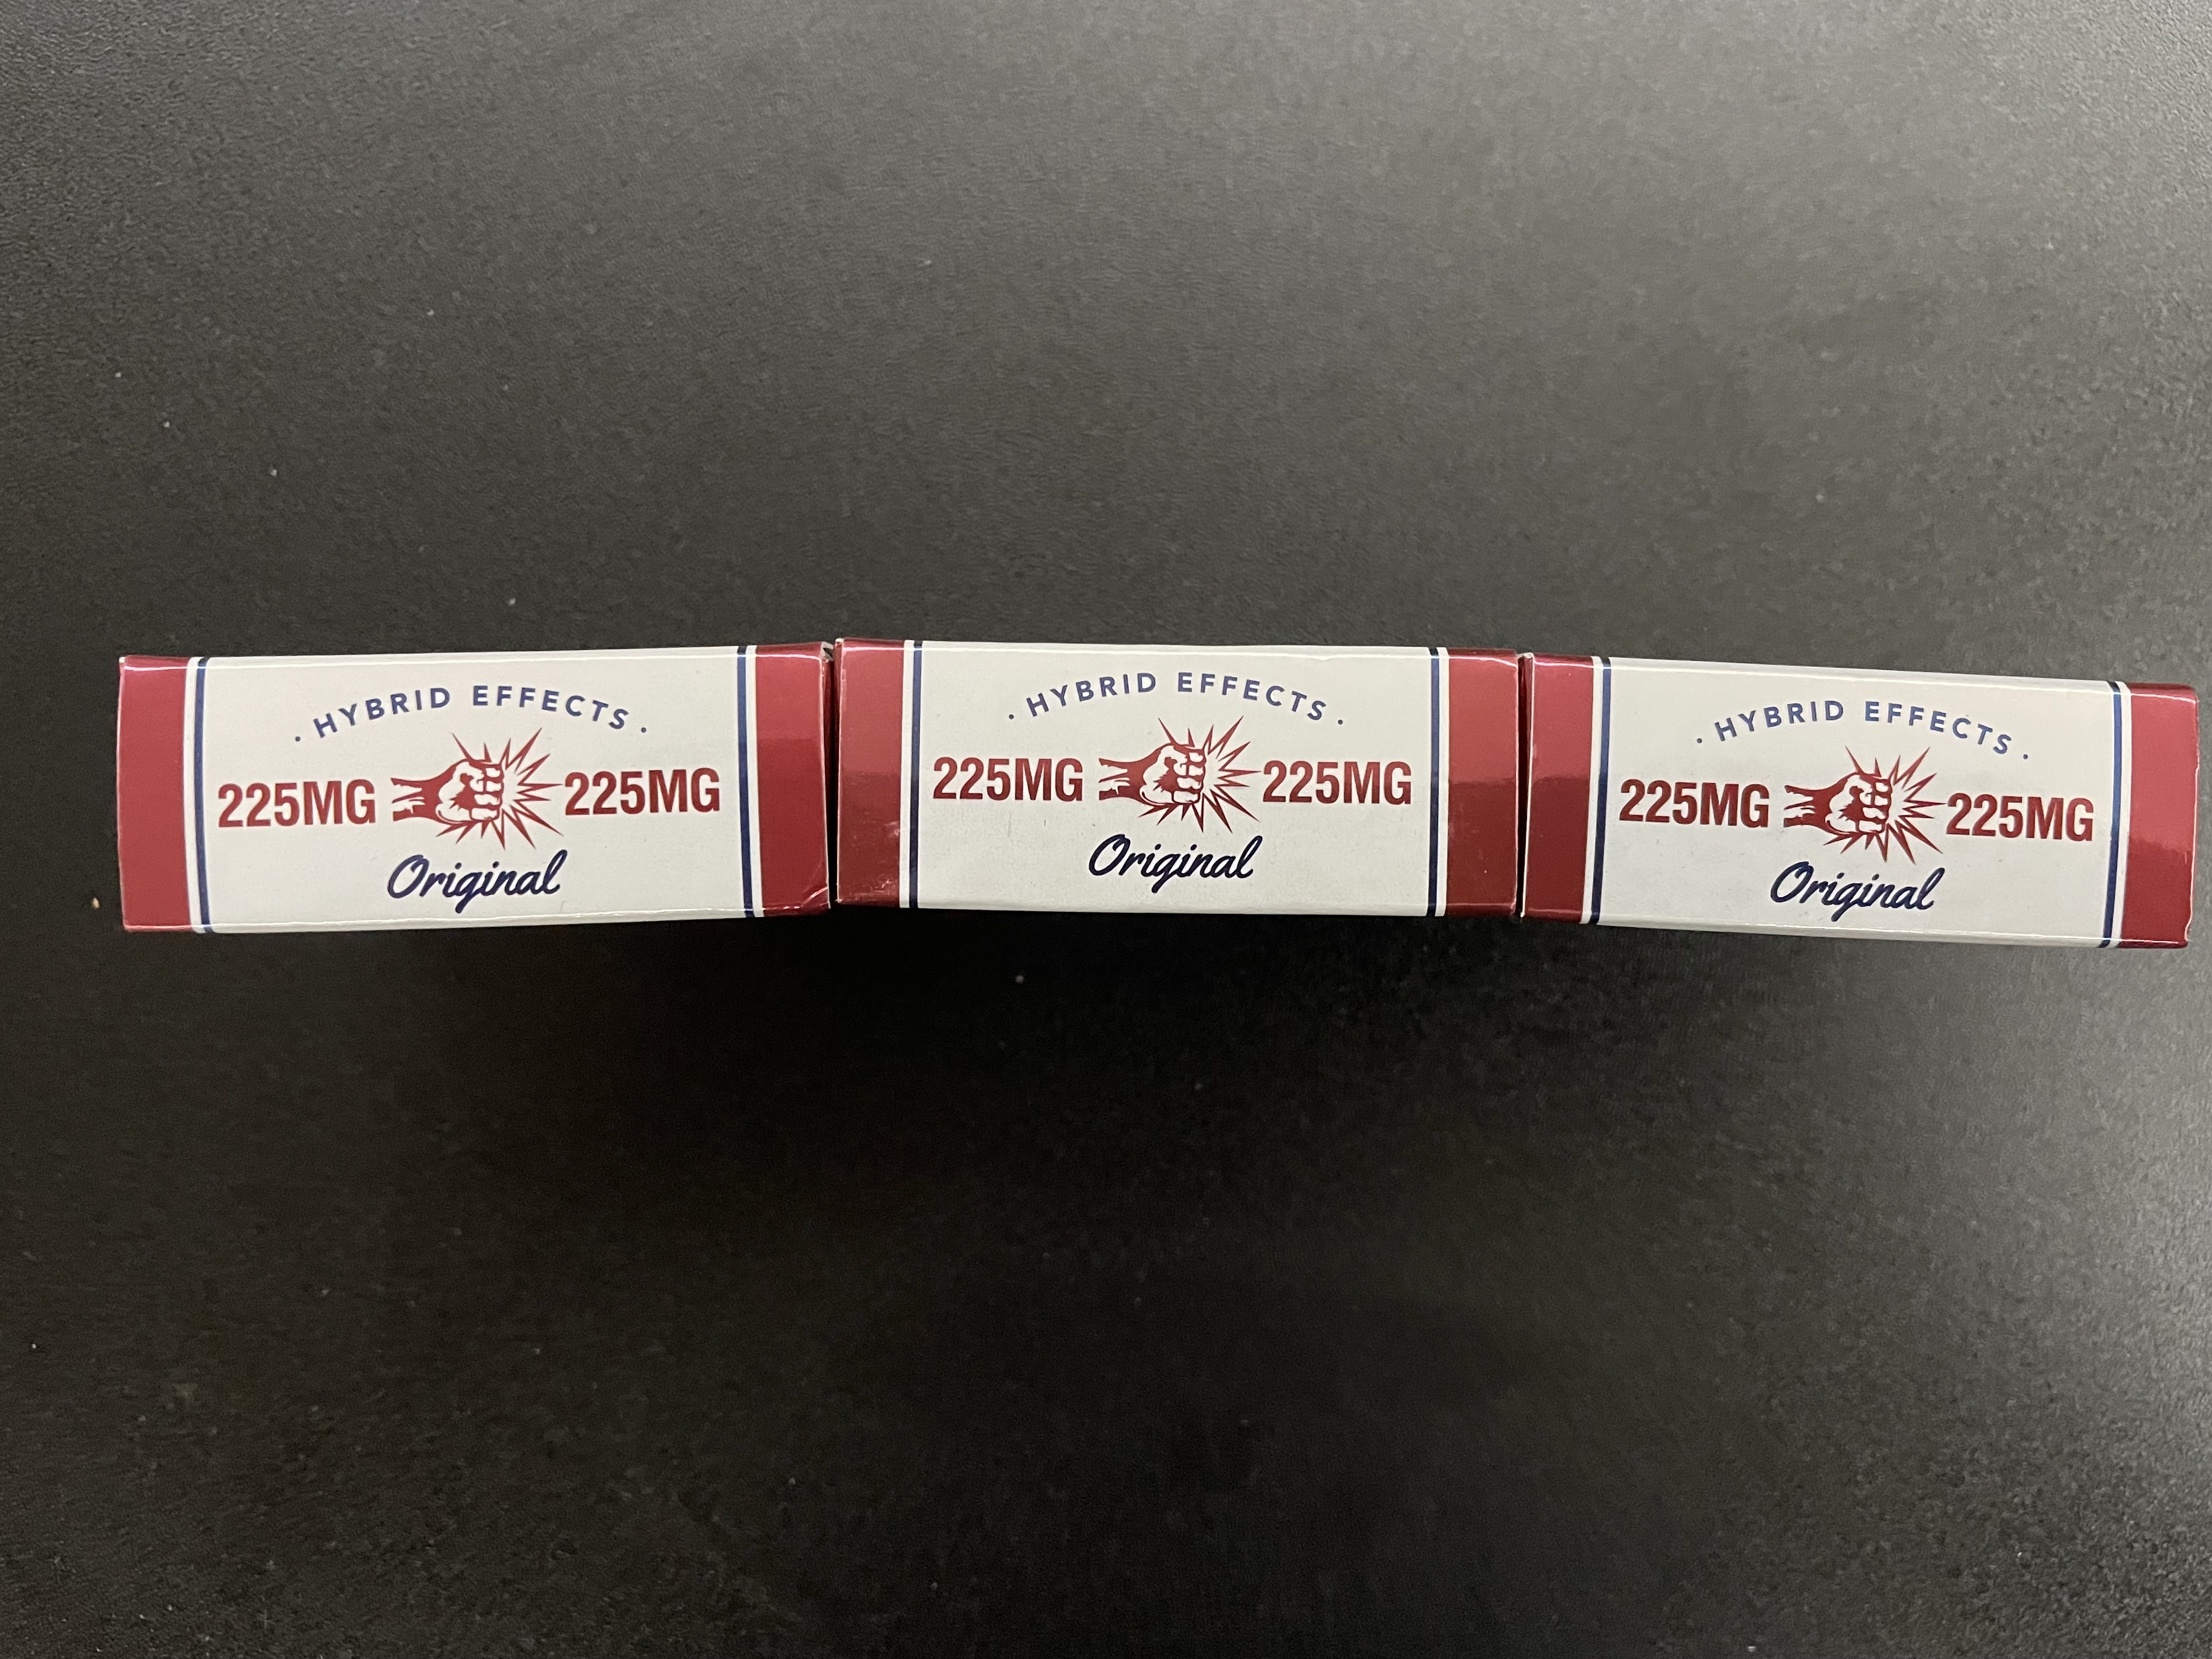 · HYBRID EFFECTS ·
225MG 225MG
Original
· HYBRID EFFECTS ·
225MG 225MG
Original
· HYBRID EFFECTS ·
225MG 225MG
Original